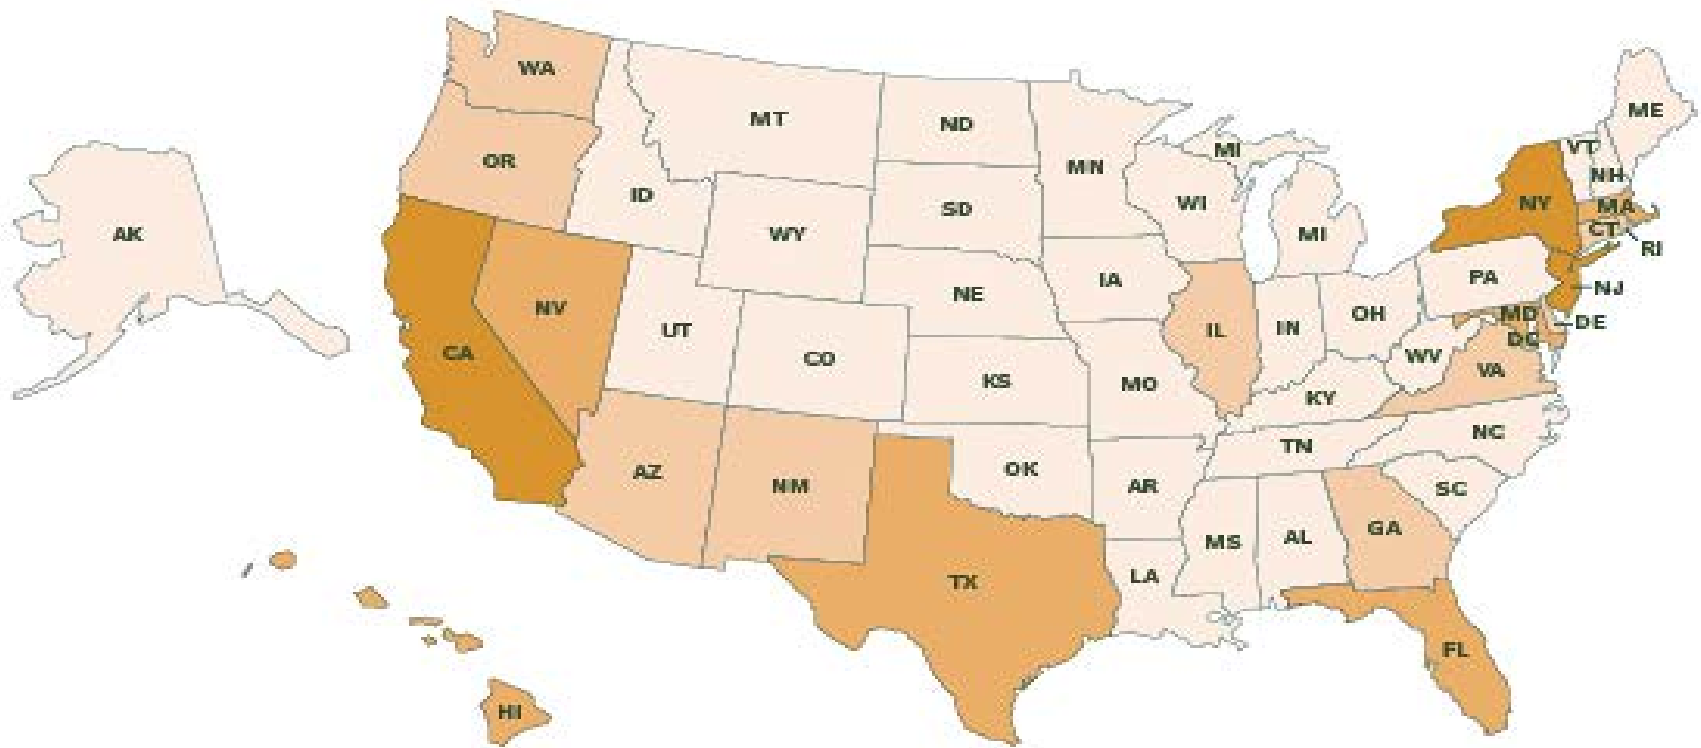 WA
MT
ND
ME
OR
MN
MI
VT
ID
SD
WI
NH
AK
WY
NY
MA
MI
CT
RI
NV
NE
IA
PA
NJ
UT
IL
IN
OH
MD
DE
CA
CO
DC
KS
MO
WV
VA
KY
NC
AZ
NM
OK
AR
TN
SC
TX
MS
AL
GA
LA
FL
HI